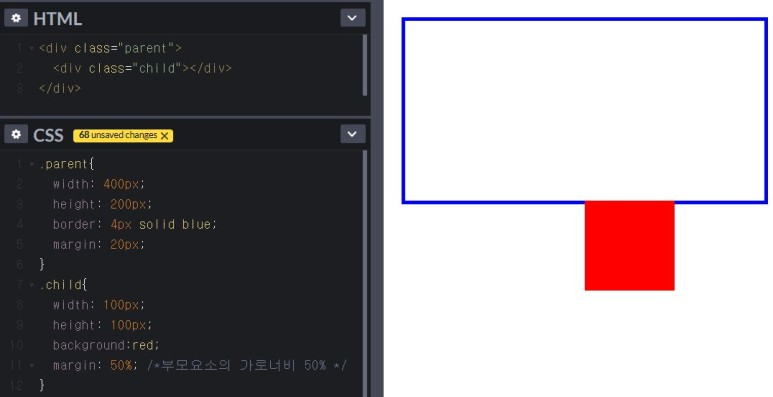 HTML
1 <div class="parent">
2 <div class="child"></div>
3 </div>
CSS 68 unsaved changes ×
1 .parent{
2 width: 400px;
3 height: 200px;
4 border: 4px solid blue;
5 margin: 20px;
6 }
7 .child{
8 width: 100px;
9 height: 100px;
10 background:red;
11 margin: 50%; /*부모요소의 가로너비 50% */
12 }